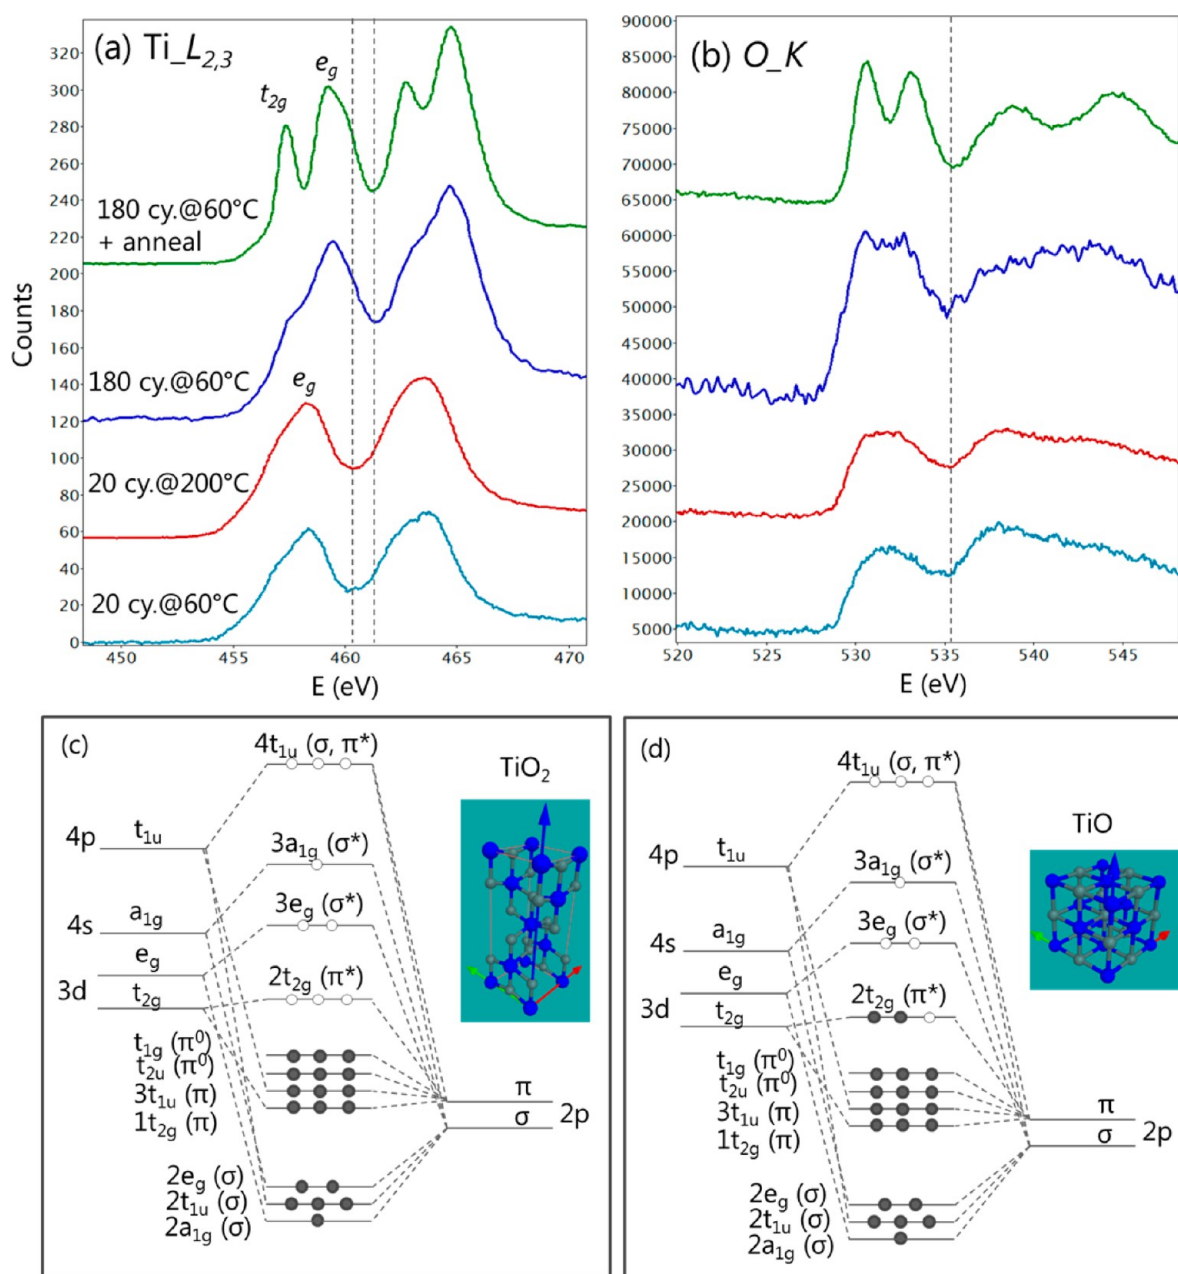 (a) Ti_L2,3
t2g
eg
180 cy.@60°C
+ anneal
180 cy.@60°C
eg
20 cy.@200°C
20 cy.@60°C
Counts
320
300
280
260
240
220
200
180
160
140
120
100
80
60
40
20
0
450 455 460 465 470
E (eV)
(b) O_K
90000
85000
80000
75000
70000
65000
60000
55000
50000
45000
40000
35000
30000
25000
20000
15000
10000
5000
520 525 530 535 540 545
E (eV)
(c)
TiO2
4t1u (σ, π*)
4p t1u
3a1g (σ*)
4s a1g
3eg (σ*)
eg
3d t2g
2t2g (π*)
t1g (π0)
t2u (π0)
3t1u (π)
1t2g (π)
π
σ 2p
2eg (σ)
2t1u (σ)
2a1g (σ)
(d)
TiO
4t1u (σ, π*)
4p t1u
3a1g (σ*)
4s a1g
3eg (σ*)
eg
3d t2g
2t2g (π*)
t1g (π0)
t2u (π0)
3t1u (π)
1t2g (π)
π
σ 2p
2eg (σ)
2t1u (σ)
2a1g (σ)